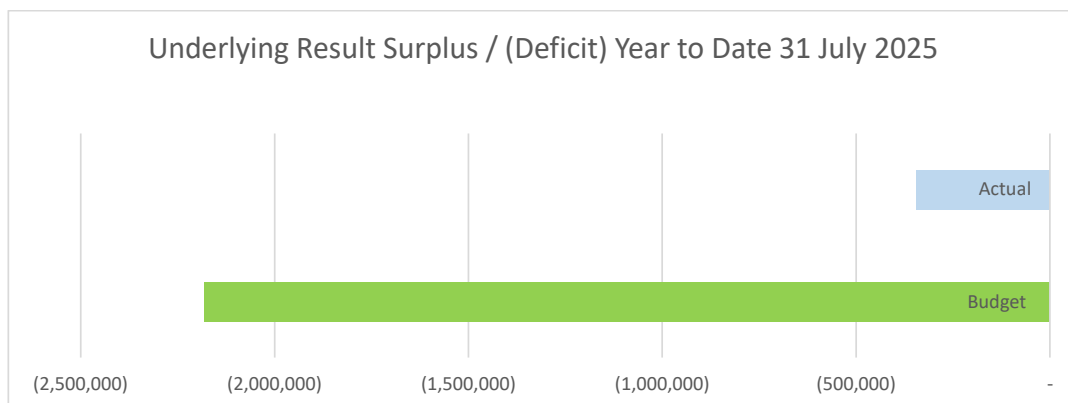 Underlying Result Surplus / (Deficit) Year to Date 31 July 2025
Actual
Budget
(2,500,000) (2,000,000) (1,500,000) (1,000,000) (500,000) -